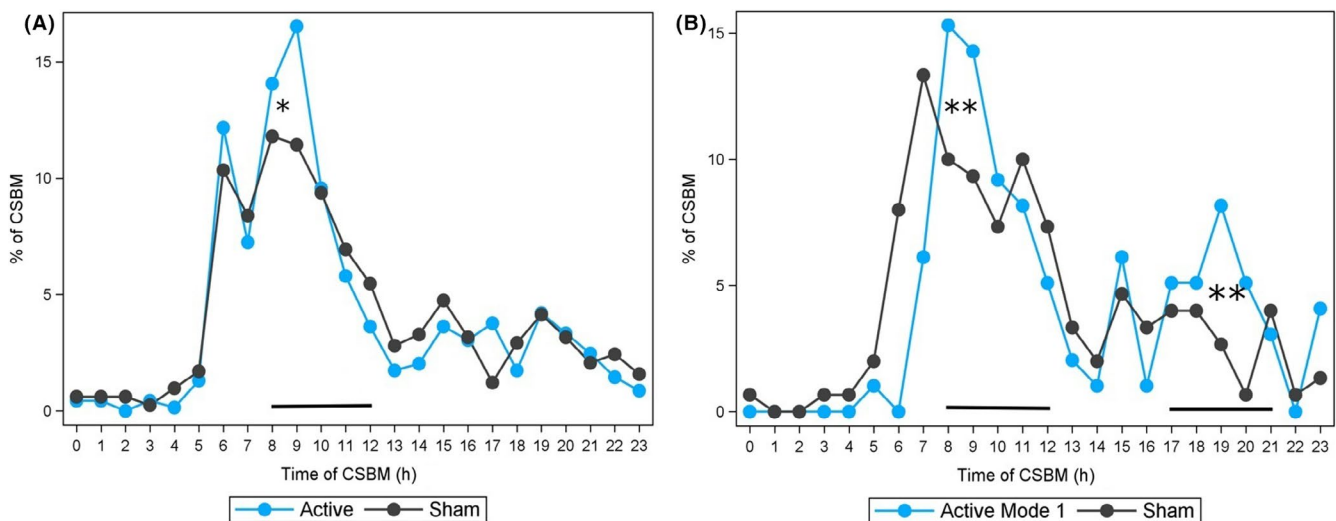 (A)
% of CSBM
15
10
5
0
*
0 1 2 3 4 5 6 7 8 9 10 11 12 13 14 15 16 17 18 19 20 21 22 23
Time of CSBM (h)
Active Sham
(B)
% of CSBM
15
10
5
0
**
**
0 1 2 3 4 5 6 7 8 9 10 11 12 13 14 15 16 17 18 19 20 21 22 23
Time of CSBM (h)
Active Mode 1 Sham